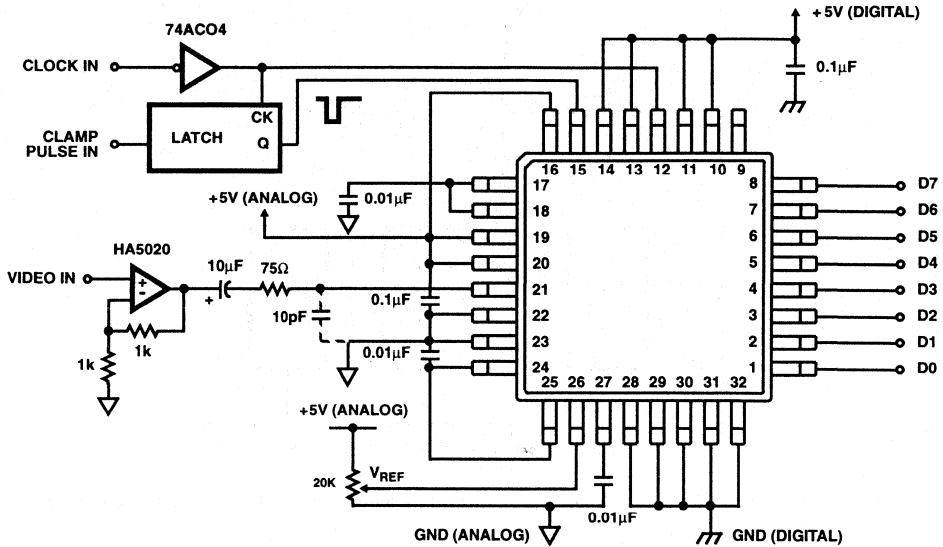 74ACO4
+5V (DIGITAL)
CLOCK IN
0.1μF
CK
LATCH
Q
CLAMP
PULSE IN
16 15 14 13 12 11 10 9
17
18
19
20
21
22
23
24
8
7
6
5
4
3
2
1
D7
D6
D5
D4
D3
D2
D1
D0
0.01μF
+5V (ANALOG)
HA5020
VIDEO IN
+
-
10μF
+
75Ω
0.1μF
10pF
1k
1k
0.01μF
25 26 27 28 29 30 31 32
+5V (ANALOG)
20K
VREF
0.01μF
GND (ANALOG)
GND (DIGITAL)